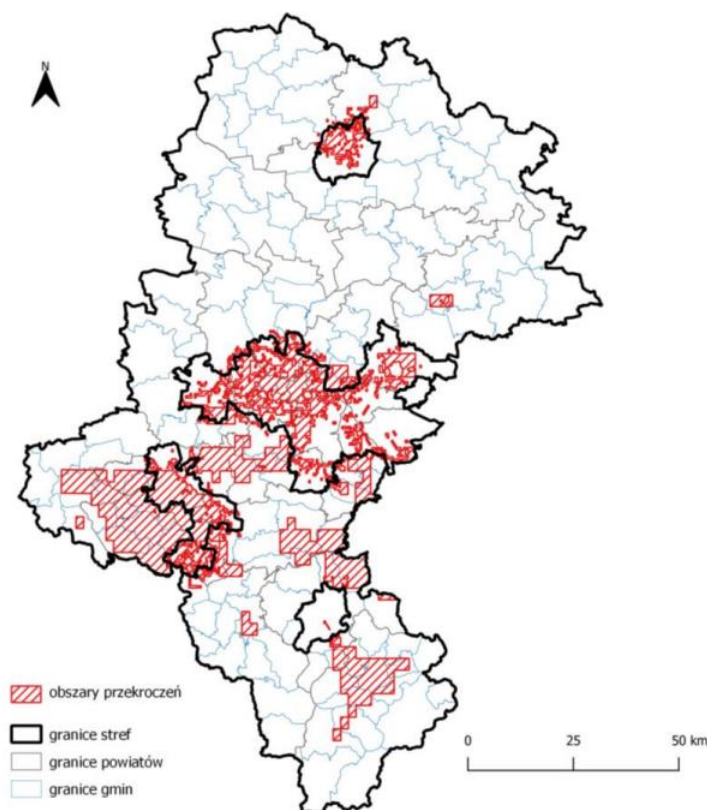 N
obszary przekroczeń
granice stref
granice powiatów
granice gmin
0 25 50 km